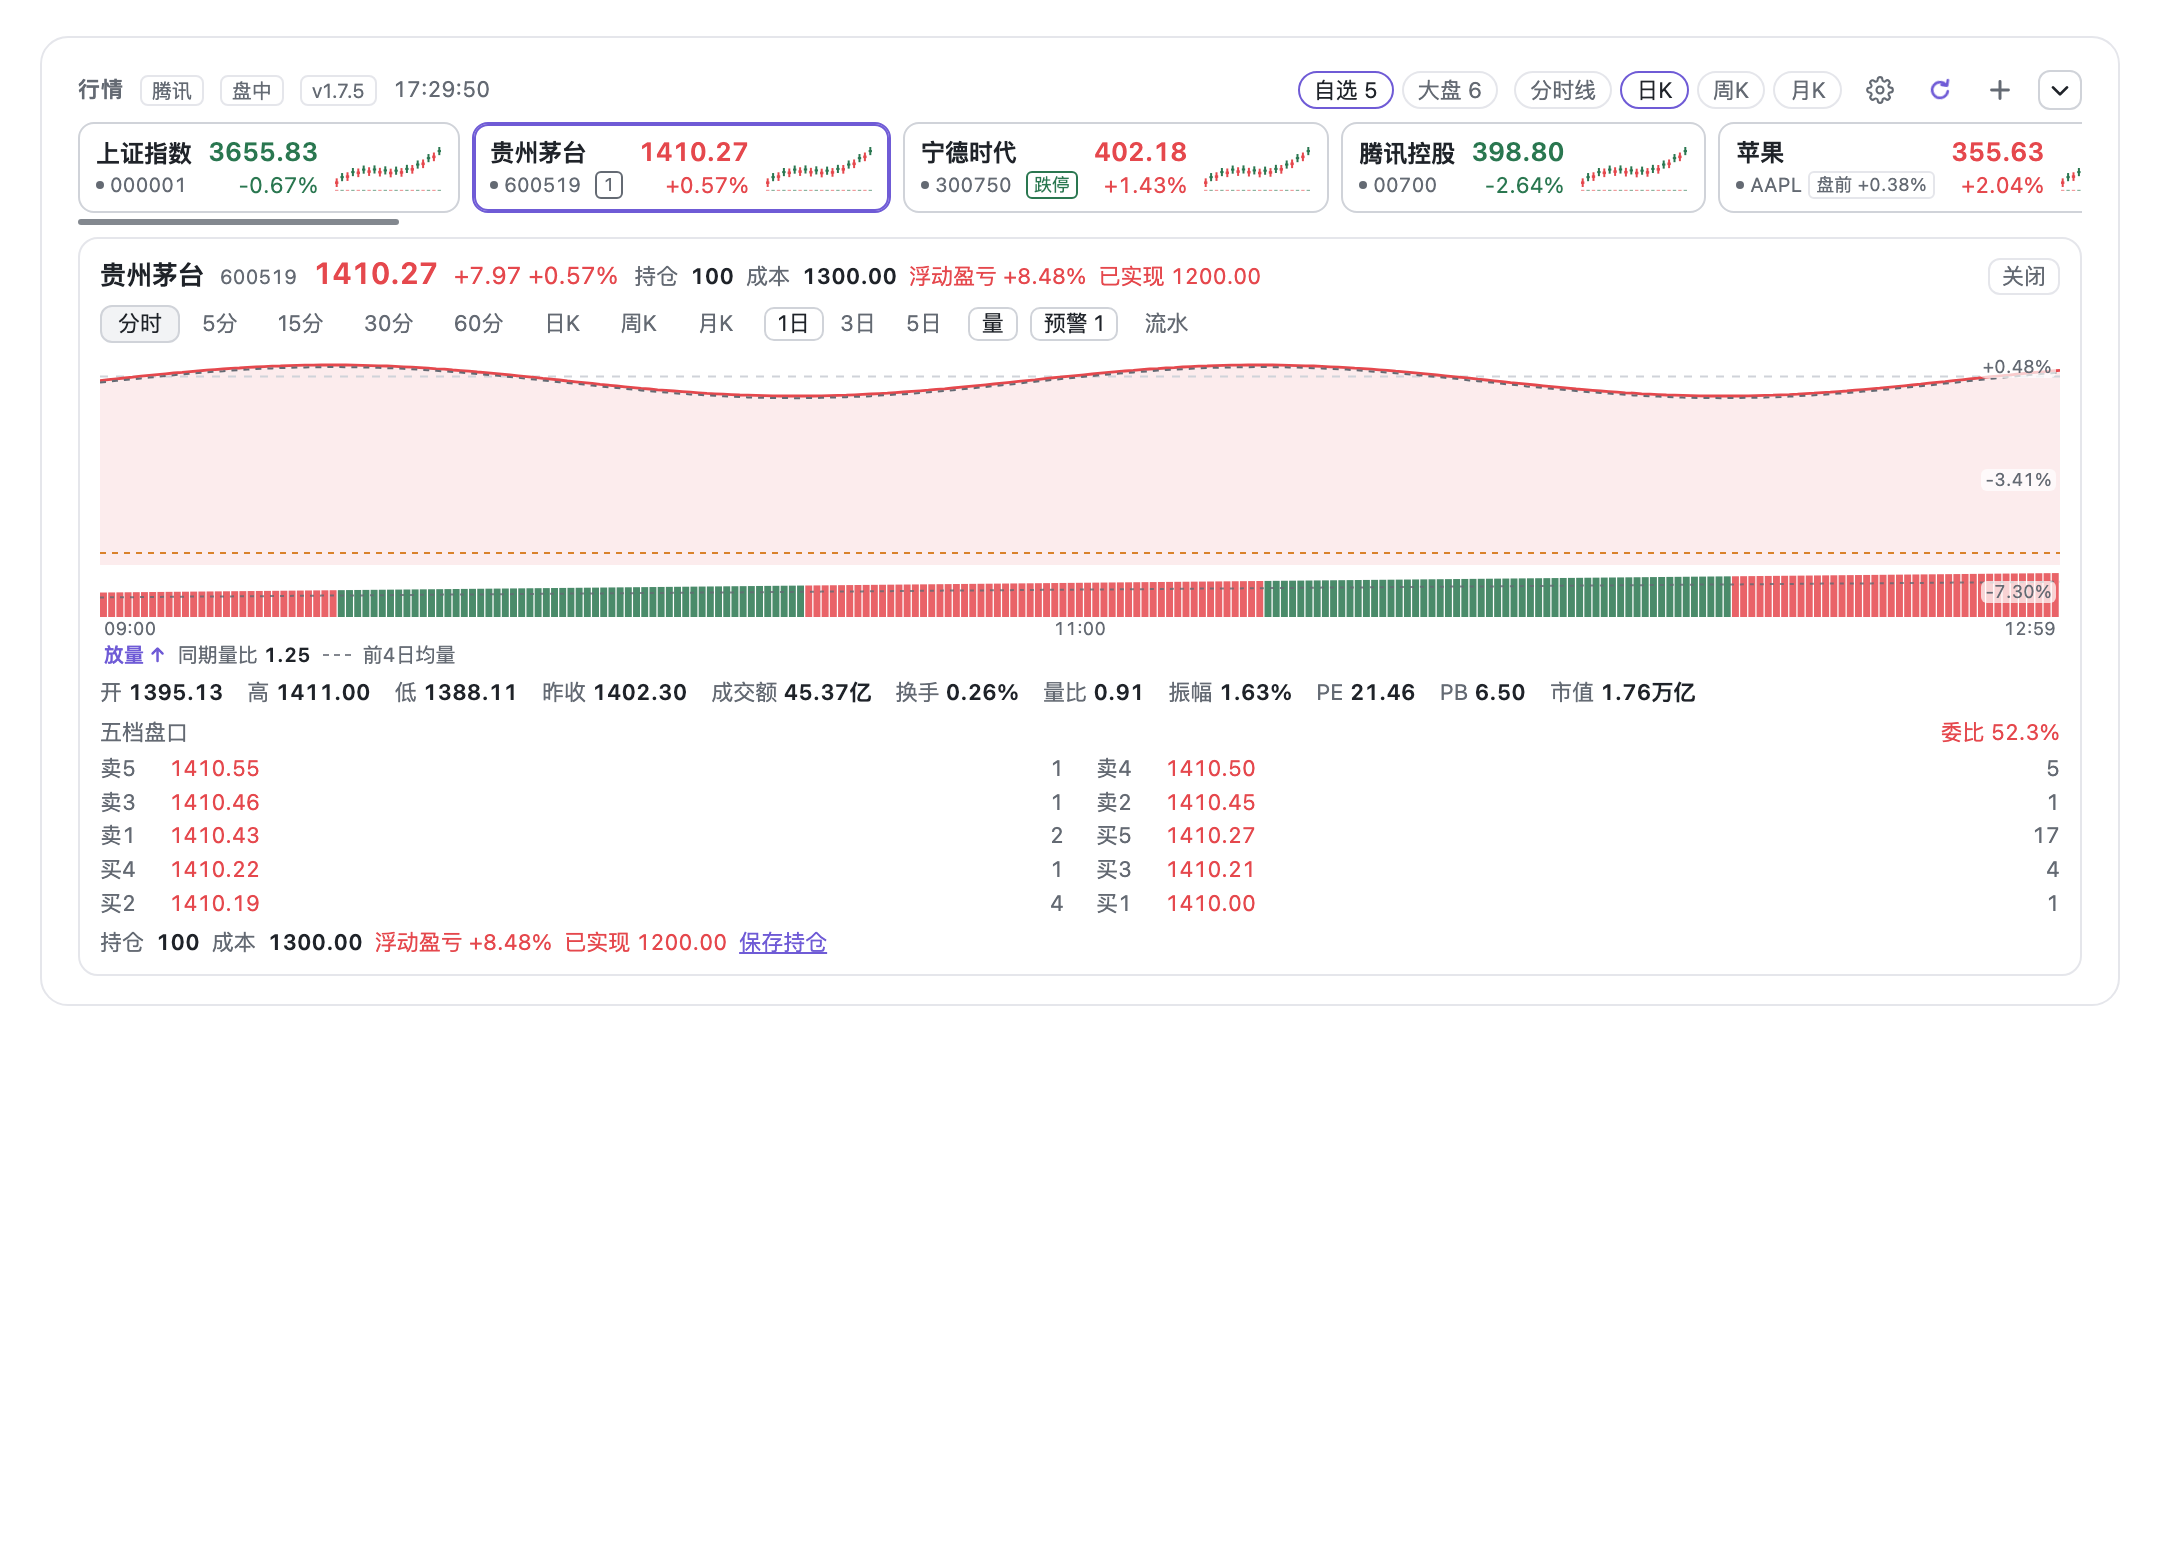 行情 腾讯 盘中 v1.7.5 17:29:50 自选 5 大盘 6 分时线 日K 周K 月K
上证指数 3655.83 贵州茅台 1410.27 宁德时代 402.18 腾讯控股 398.80 苹果 355.63
000001 -0.67% 600519 1 +0.57% 300750 跌停 +1.43% 00700 -2.64% AAPL 盘前 +0.38% +2.04%
贵州茅台 600519 1410.27 +7.97 +0.57% 持仓 100 成本 1300.00 浮动盈亏 +8.48% 已实现 1200.00 关闭
分时 5分 15分 30分 60分 日K 周K 月K 1日 3日 5日 量 预警 1 流水
+0.48%
-3.41%
-7.30%
09:00 11:00 12:59
放量 ↑ 同期量比 1.25 --- 前4日均量
开 1395.13 高 1411.00 低 1388.11 昨收 1402.30 成交额 45.37亿 换手 0.26% 量比 0.91 振幅 1.63% PE 21.46 PB 6.50 市值 1.76万亿
五档盘口 委比 52.3%
卖5 1410.55 1 卖4 1410.50 5
卖3 1410.46 1 卖2 1410.45 1
卖1 1410.43 2 买5 1410.27 17
买4 1410.22 1 买3 1410.21 4
买2 1410.19 4 买1 1410.00 1
持仓 100 成本 1300.00 浮动盈亏 +8.48% 已实现 1200.00 保存持仓